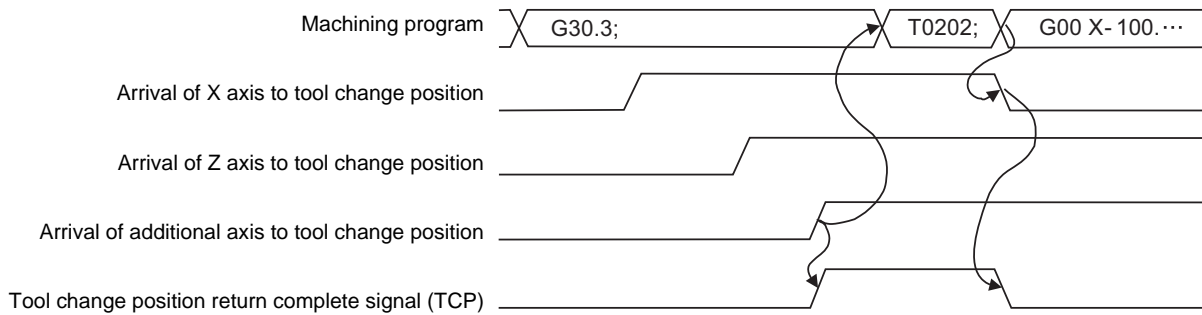 Machining program
G30.3;
T0202;
G00 X- 100. ···
Arrival of X axis to tool change position
Arrival of Z axis to tool change position
Arrival of additional axis to tool change position
Tool change position return complete signal (TCP)